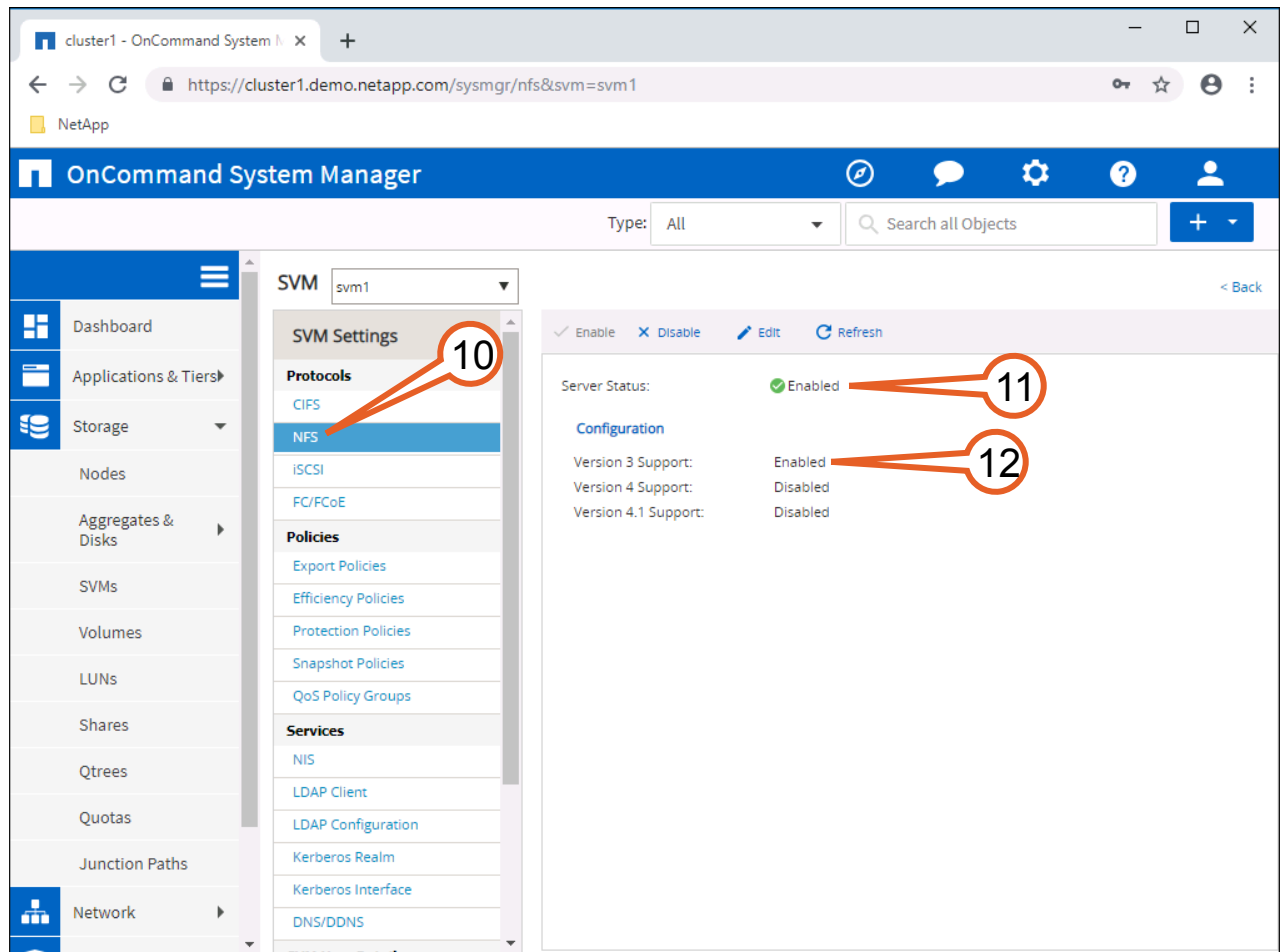 cluster1 - OnCommand System M
https://cluster1.demo.netapp.com/sysmgr/nfs&svm=svm1
NetApp
OnCommand System Manager
Type: All Search all Objects
SVM svm1
< Back
Dashboard
Applications & Tiers
Storage
Nodes
Aggregates &
Disks
SVMs
Volumes
LUNs
Shares
Qtrees
Quotas
Junction Paths
Network
SVM Settings
Protocols
CIFS
NFS
iSCSI
FC/FCoE
Policies
Export Policies
Efficiency Policies
Protection Policies
Snapshot Policies
QoS Policy Groups
Services
NIS
LDAP Client
LDAP Configuration
Kerberos Realm
Kerberos Interface
DNS/DDNS
10
Enable Disable Edit Refresh
Server Status: Enabled
11
Configuration
Version 3 Support: Enabled
12
Version 4 Support: Disabled
Version 4.1 Support: Disabled